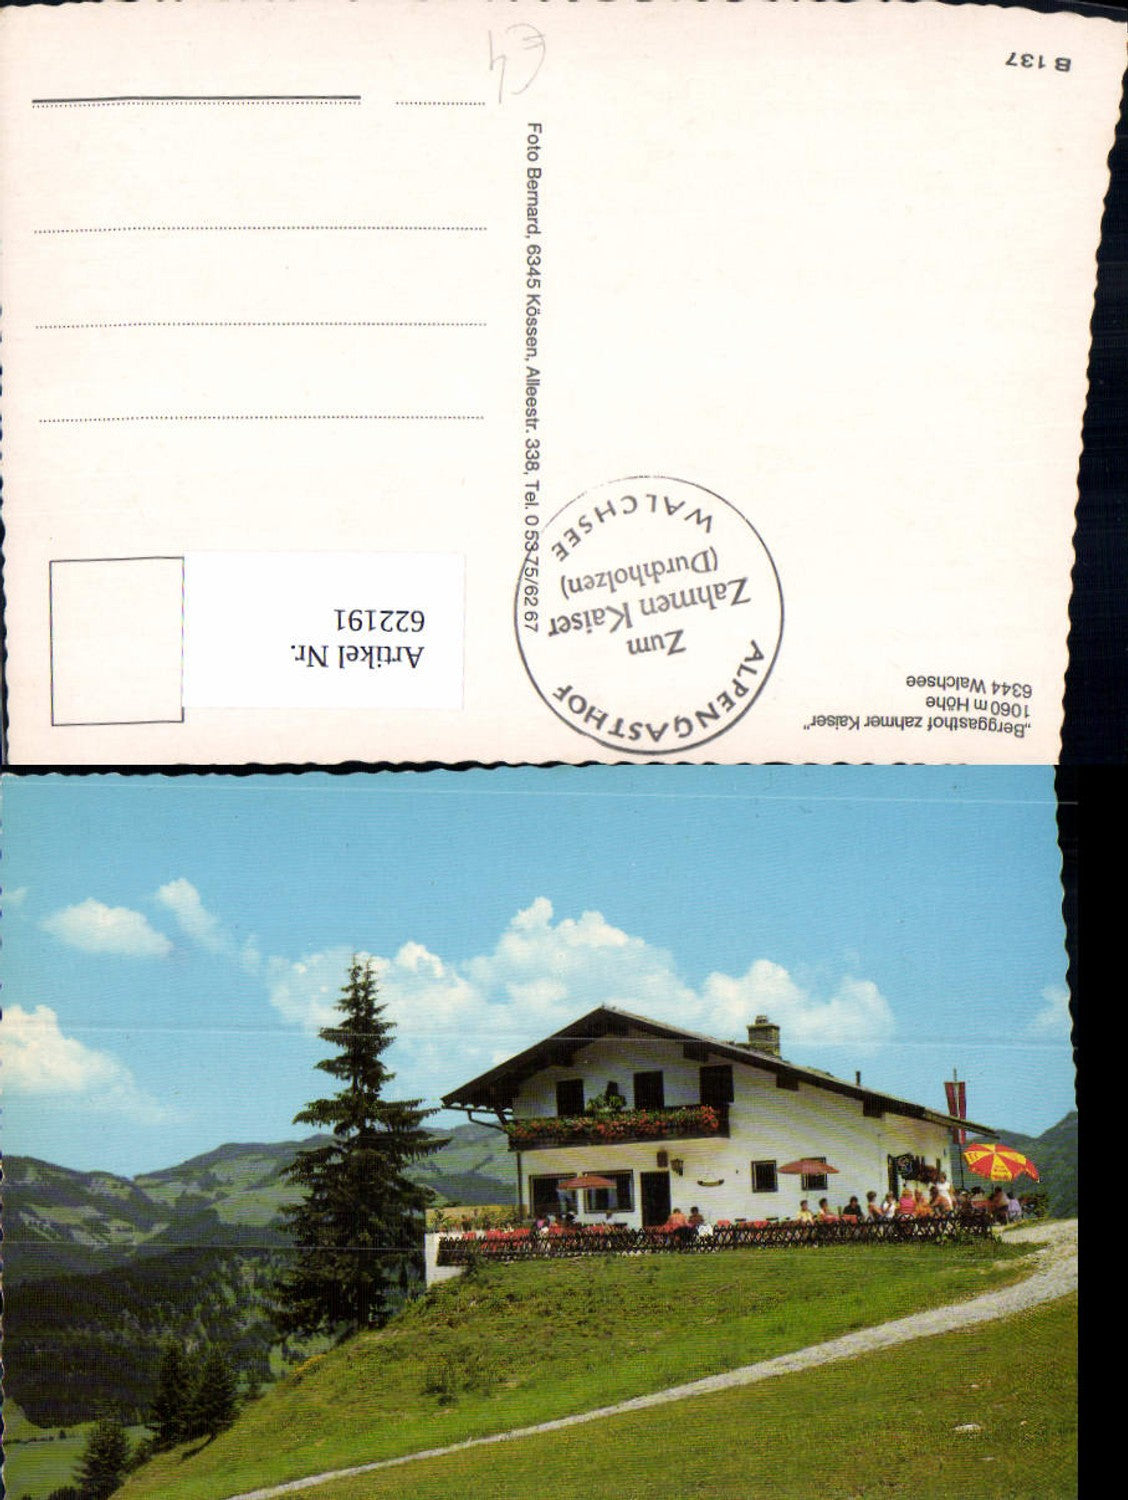 B 137
€ 4
Foto Bernard, 6345 Kössen, Alleestr. 338, Tel. 0 53 75/62 67
„Berggasthof zahmer Kaiser"
1060 m Höhe
6344 Walchsee
ALPENGASTHOF
Zum
Zahmen Kaiser
(Durchholzen)
WALCHSEE
Artikel Nr.
622191